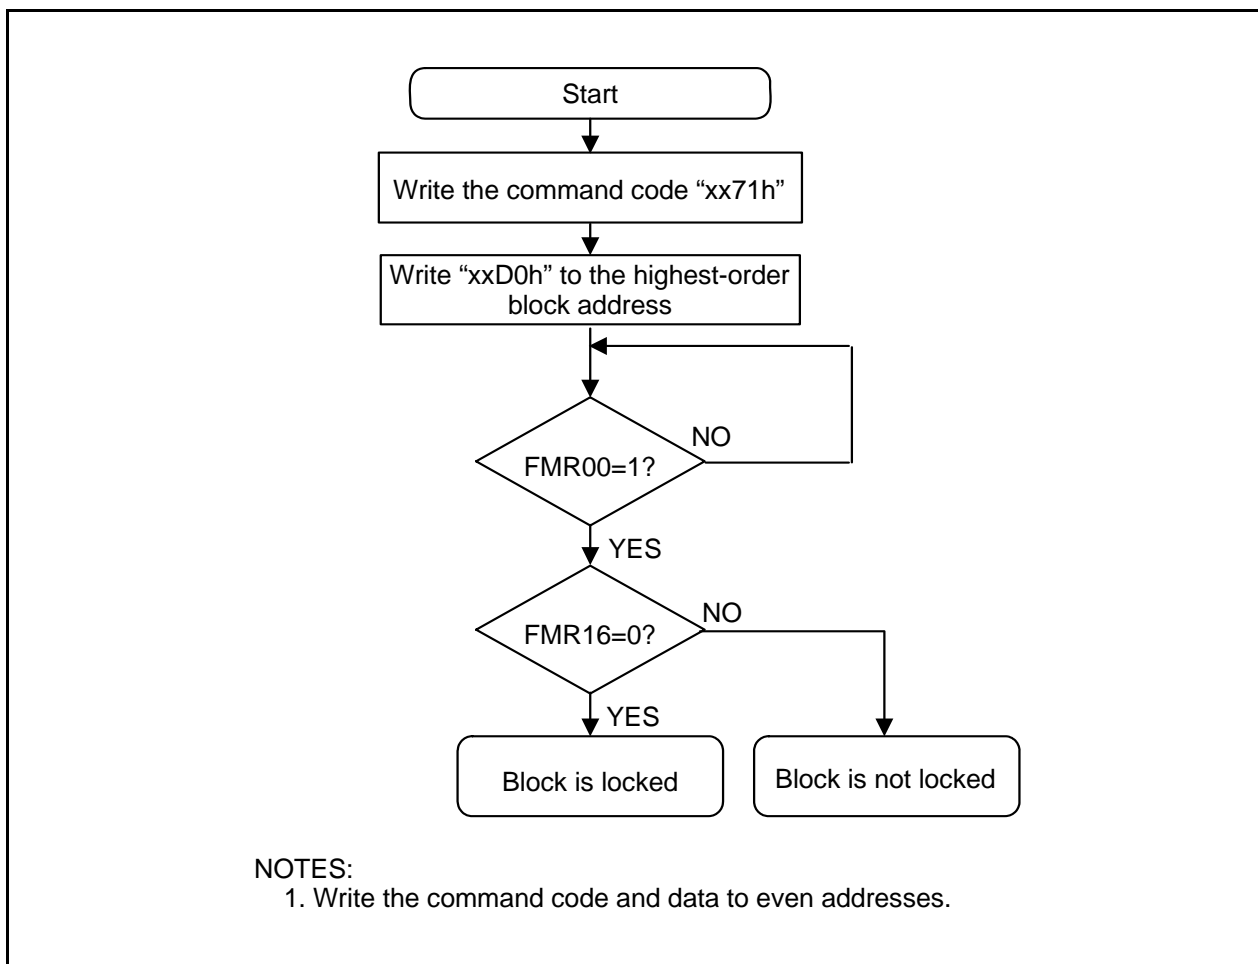 Start
Write the command code “xx71h”
Write “xxD0h” to the highest-order
block address
NO
FMR00=1?
YES
NO
FMR16=0?
YES
Block is locked
Block is not locked
NOTES:
1. Write the command code and data to even addresses.